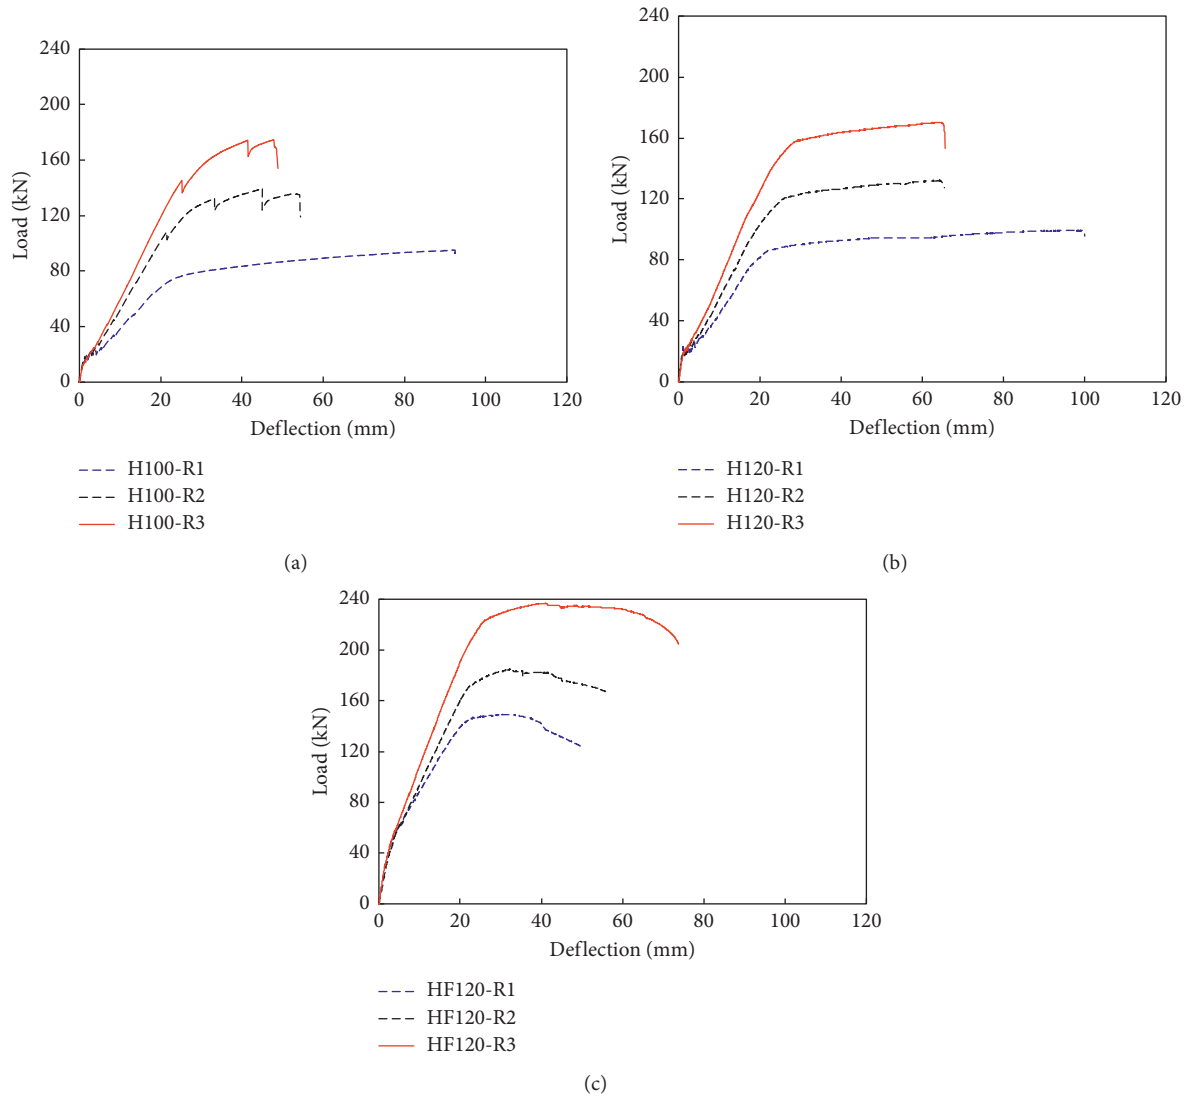 240
200
160
120
80
40
0
Load (kN)
0 20 40 60 80 100 120
Deflection (mm)
H100-R1
H100-R2
H100-R3
(a)
240
200
160
120
80
40
0
Load (kN)
0 20 40 60 80 100 120
Deflection (mm)
H120-R1
H120-R2
H120-R3
(b)
240
200
160
120
80
40
0
Load (kN)
0 20 40 60 80 100 120
Deflection (mm)
HF120-R1
HF120-R2
HF120-R3
(c)